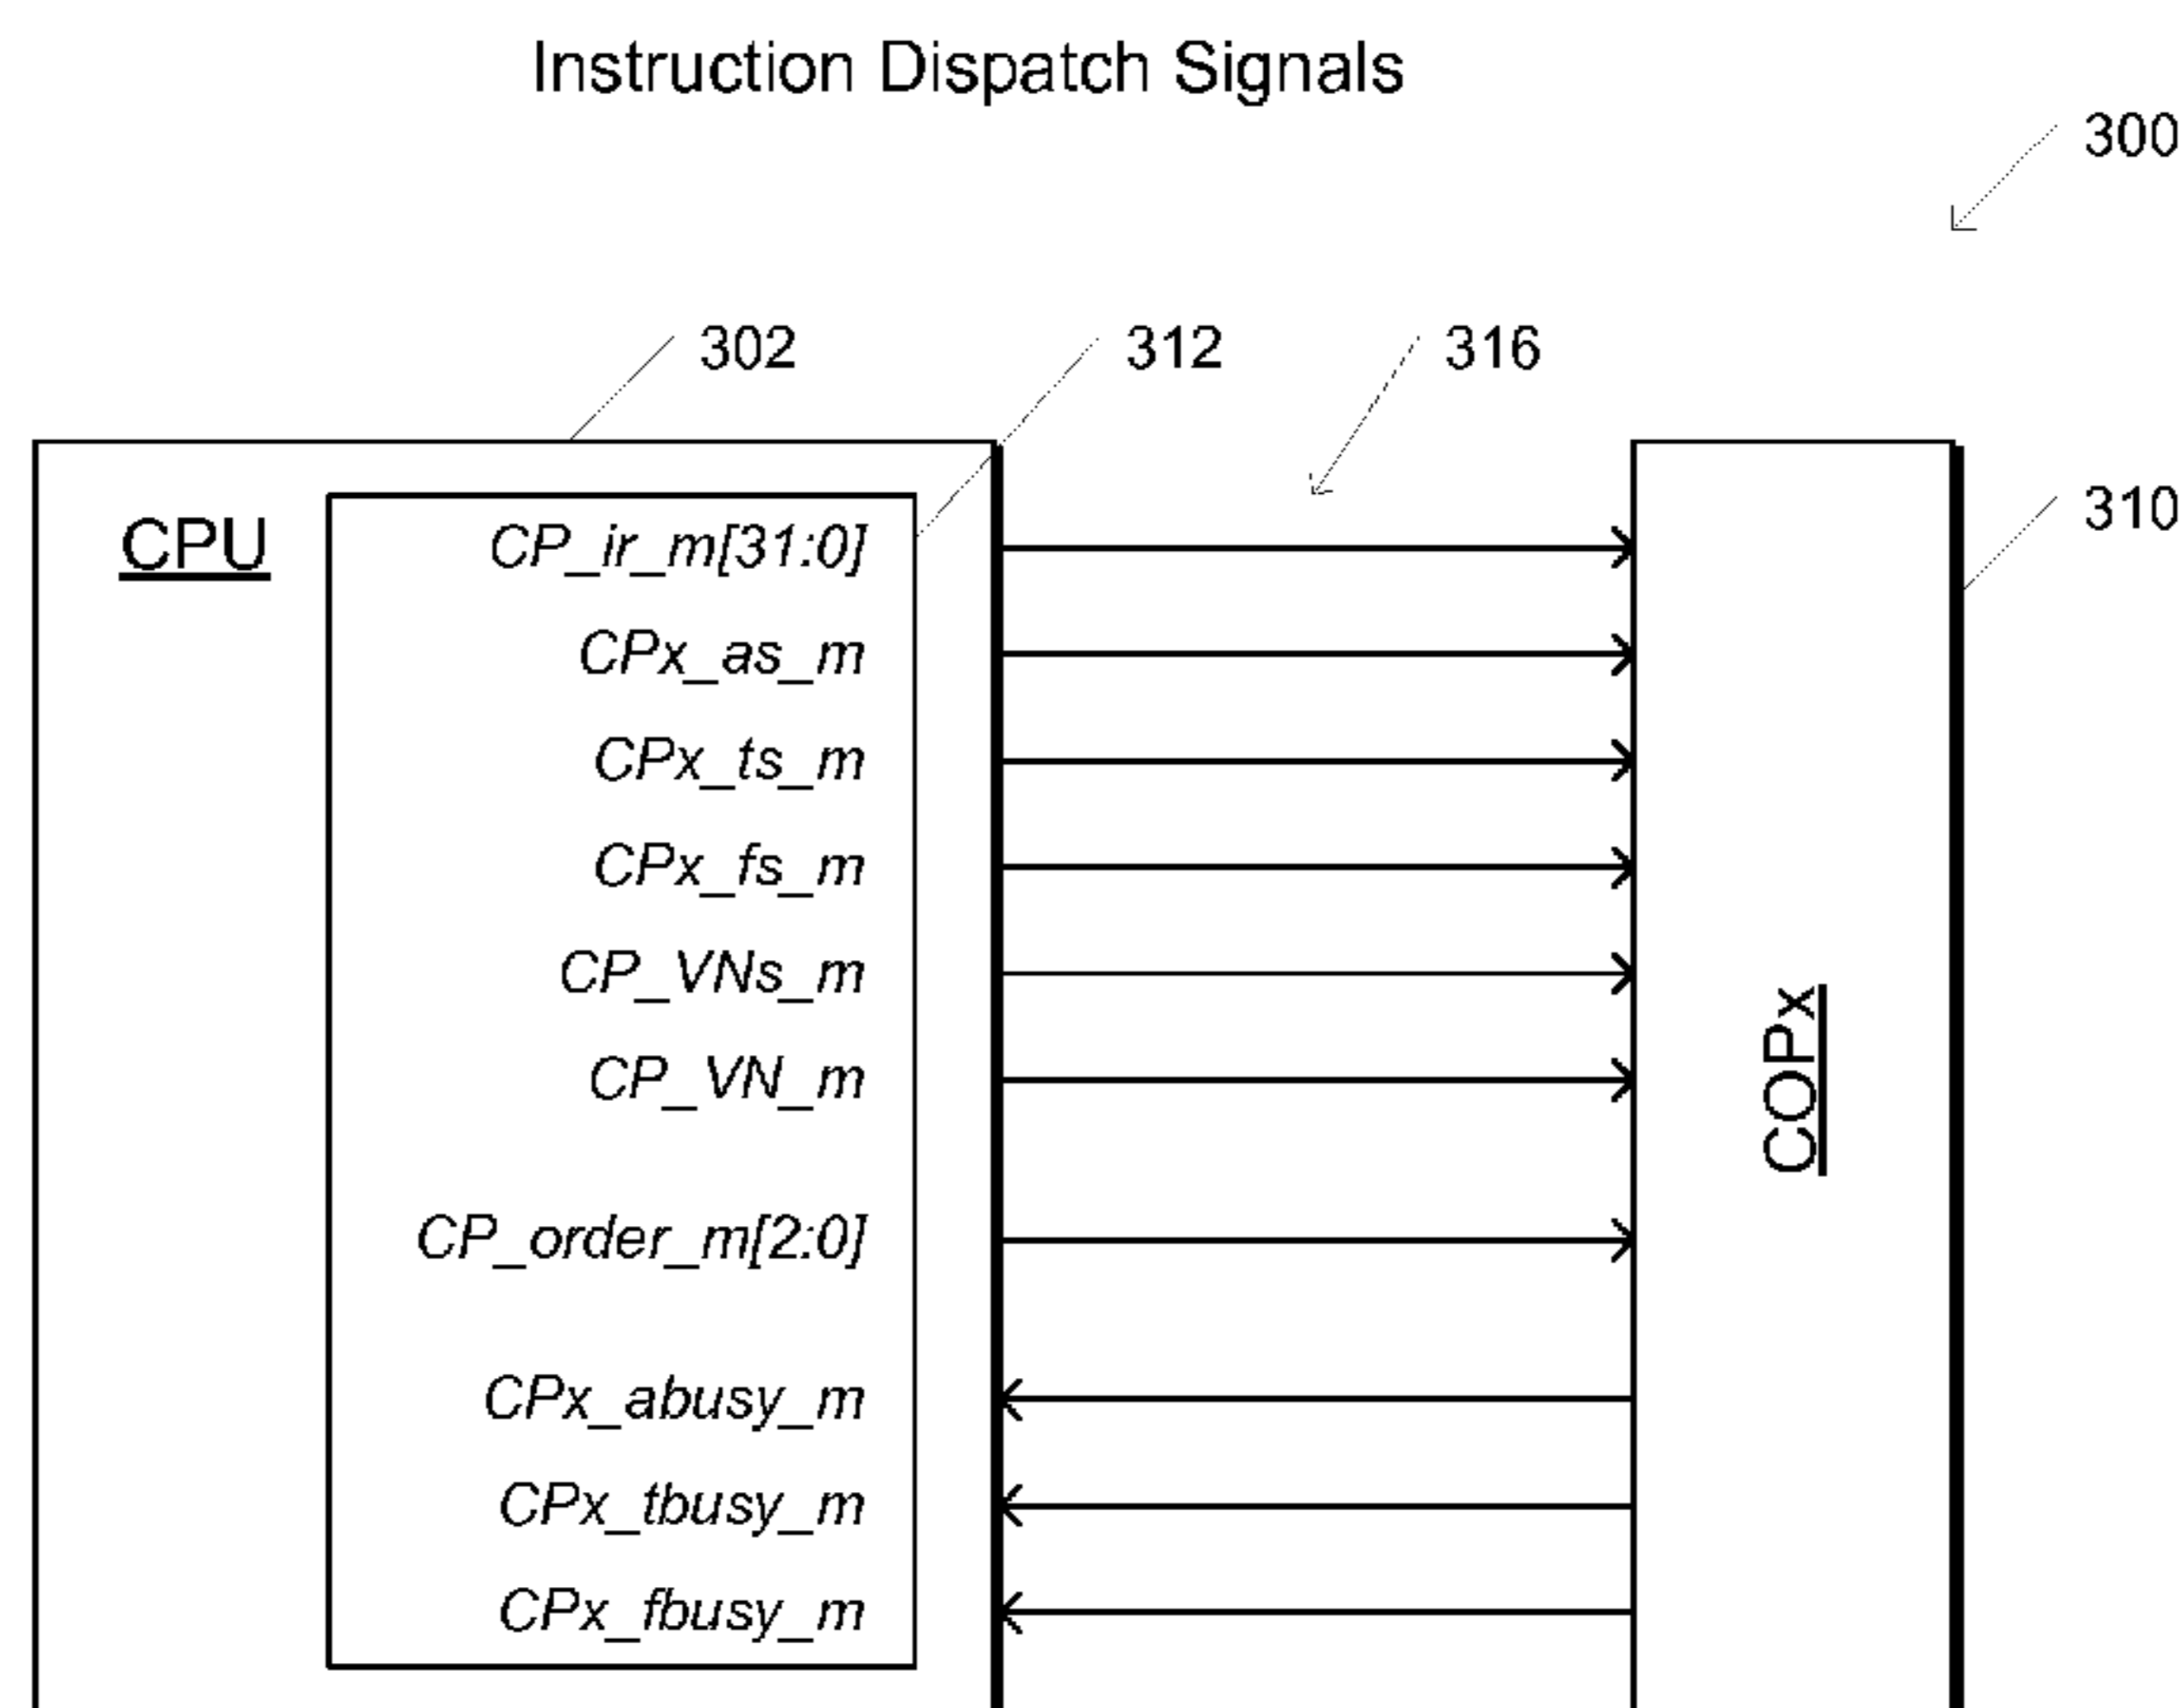 Instruction Dispatch Signals
300
302
312
316
310
CPU
CP_ir_m[31:0]
CPx_as_m
CPx_ts_m
CPx_fs_m
CP_VNs_m
CP_VN_m
CP_order_m[2:0]
CPx_abusy_m
CPx_tbusy_m
CPx_fbusy_m
COPx